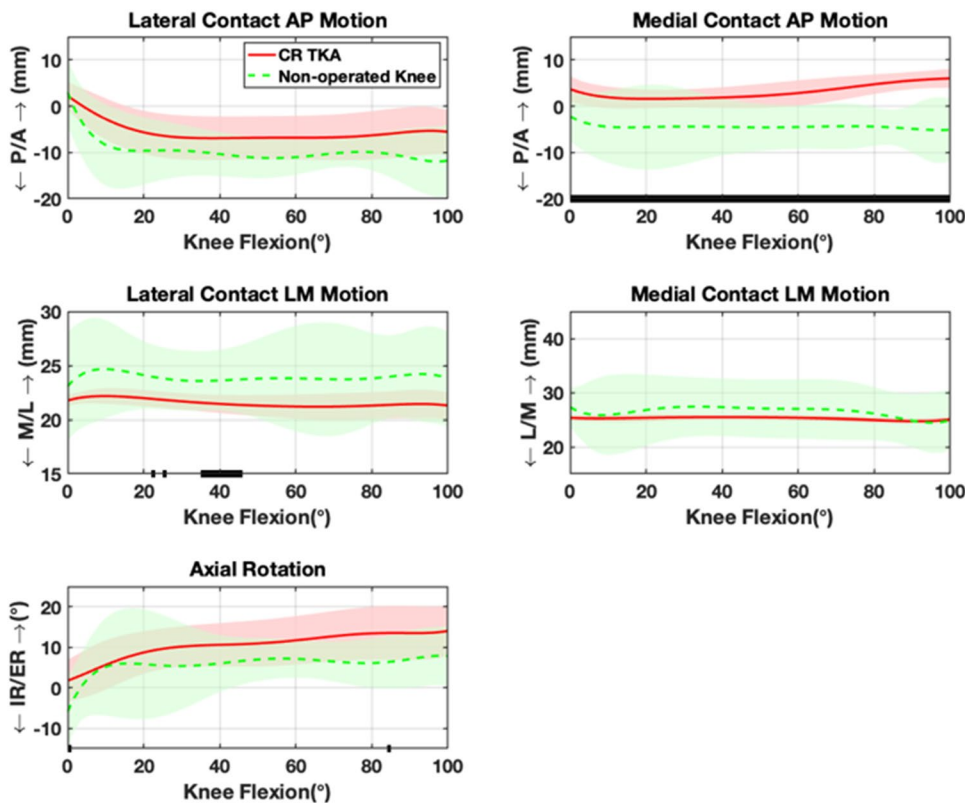 Lateral Contact AP Motion
← P/A → (mm)
10
0
-10
-20
CR TKA
Non-operated Knee
0 20 40 60 80 100
Knee Flexion(°)
Medial Contact AP Motion
← P/A → (mm)
10
0
-10
-20
0 20 40 60 80 100
Knee Flexion(°)
Lateral Contact LM Motion
← M/L → (mm)
30
25
20
15
0 20 40 60 80 100
Knee Flexion(°)
Medial Contact LM Motion
← L/M → (mm)
40
30
20
0 20 40 60 80 100
Knee Flexion(°)
Axial Rotation
← IR/ER →(°)
20
10
0
-10
0 20 40 60 80 100
Knee Flexion(°)